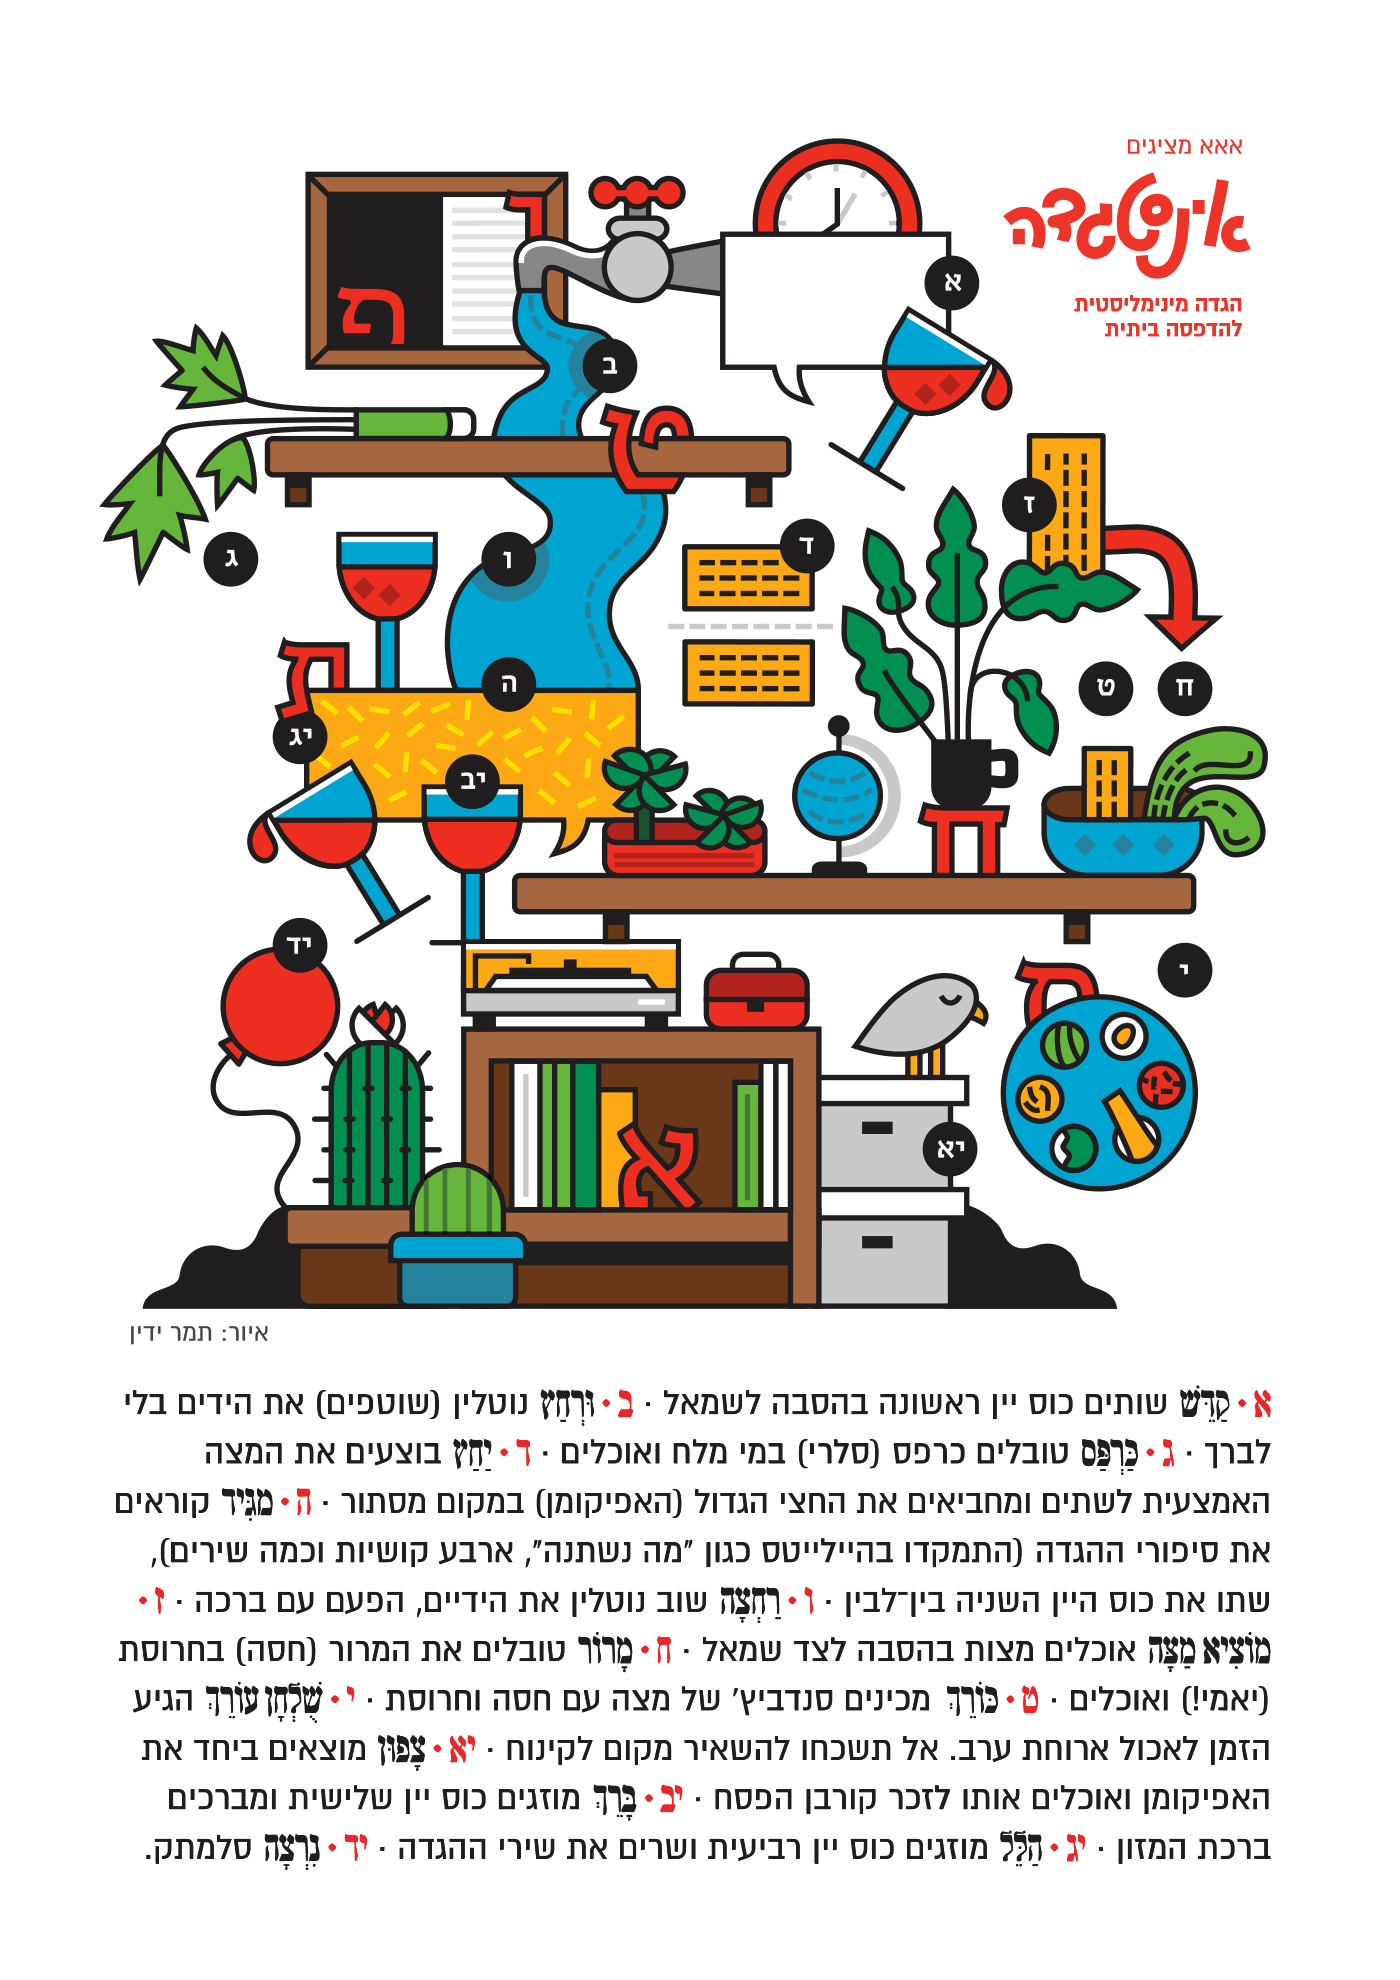 אאא מציגים
אינפטגדה
הגדה מינימליסטית
להדפסה ביתית
ר
פ
א
ב
ט
ז
ג
ו
ד
ת
ה
ט
ח
יג
יב
ח
יד
ת
י
א
יא
איור: תמר ידין
א • קַדֵּשׁ שותים כוס יין ראשונה בהסבה לשמאל · ב • וּרְחַץ נוטלין (שוטפים) את הידים בלי
לברך · ג • כַּרְפַּס טובלים כרפס (סלרי) במי מלח ואוכלים · ד • יַחַץ בוצעים את המצה
האמצעית לשתים ומחביאים את החצי הגדול (האפיקומן) במקום מסתור · ה • מַגִּיד קוראים
את סיפורי ההגדה (התמקדו בהיילייטס כגון ״מה נשתנה״, ארבע קושיות וכמה שירים),
שתו את כוס היין השניה בין־לבין · ו • רַחְצָה שוב נוטלין את הידיים, הפעם עם ברכה · ז •
מוֹצִיא מַצָּה אוכלים מצות בהסבה לצד שמאל · ח • מָרוֹר טובלים את המרור (חסה) בחרוסת
(יאמי!) ואוכלים · ט • כּוֹרֵךְ מכינים סנדביץ׳ של מצה עם חסה וחרוסת · י • שֻׁלְחָן עוֹרֵךְ הגיע
הזמן לאכול ארוחת ערב. אל תשכחו להשאיר מקום לקינוח · יא • צָפוּן מוצאים ביחד את
האפיקומן ואוכלים אותו לזכר קורבן הפסח · יב • בָּרֵךְ מוזגים כוס יין שלישית ומברכים
ברכת המזון · יג • הַלֵּל מוזגים כוס יין רביעית ושרים את שירי ההגדה · יד • נִרְצָה סלמתק.